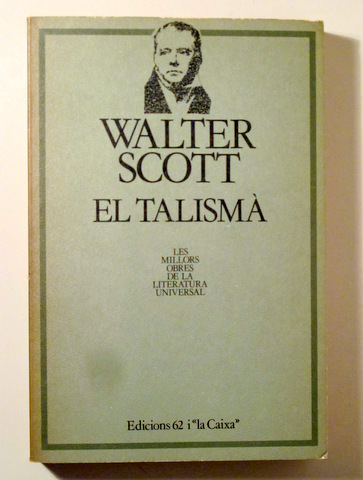 WALTER
SCOTT
EL TALISMÀ
LES
MILLORS
OBRES
DE LA
LITERATURA
UNIVERSAL
Edicions 62 i "la Caixa"